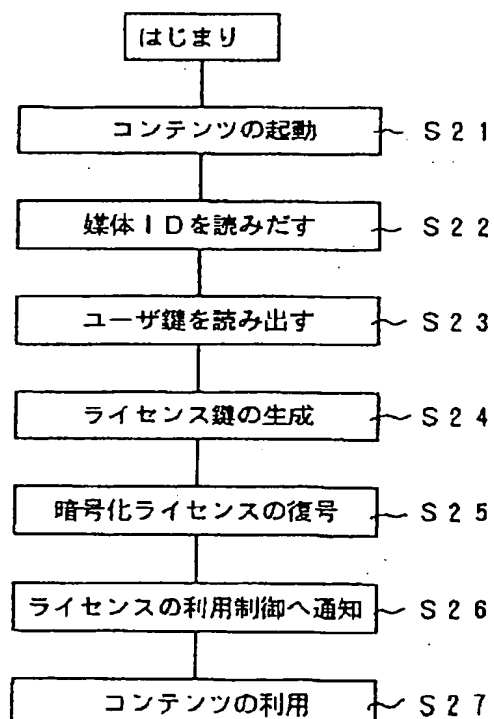 はじまり
コンテンツの起動 S21
媒体IDを読みだす S22
ユーザ鍵を読み出す S23
ライセンス鍵の生成 S24
暗号化ライセンスの復号 S25
ライセンスの利用制御へ通知 S26
コンテンツの利用 S27